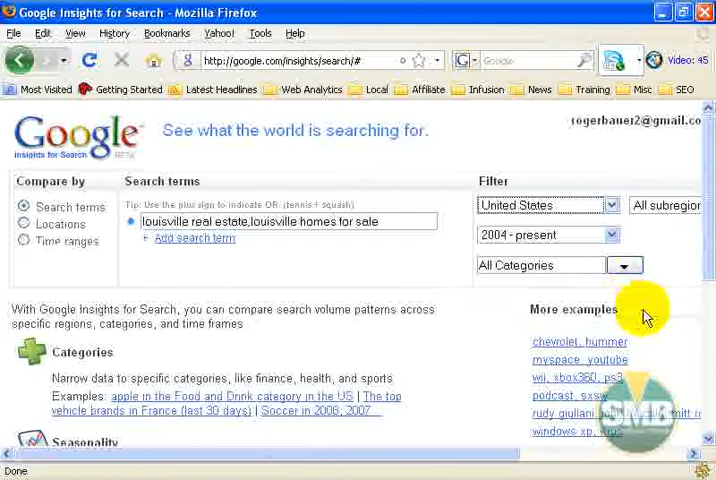 Google Insights for Search - Mozilla Firefox
File Edit View History Bookmarks Yahoo! Tools Help
http://google.com/insights/search/# Google Video: 45
Most Visited Getting Started Latest Headlines Web Analytics Local Affiliate Infusion News Training Misc SEO
Google See what the world is searching for. rogerbauer2@gmail.co
Insights for Search BETA
Compare by Search terms Filter
Search terms Tip: Use the plus sign to indicate OR. (tennis + squash) United States All subregion
Locations louisville real estate,louisville homes for sale
Time ranges + Add search term 2004 - present
All Categories
With Google Insights for Search, you can compare search volume patterns across
specific regions, categories, and time frames
More examples
Categories
Narrow data to specific categories, like finance, health, and sports
Examples: apple in the Food and Drink category in the US | The top
vehicle brands in France (last 30 days) | Soccer in 2006, 2007...
Seasonality
chevrolet, hummer
myspace, youtube
wii, xbox360, ps3
podcast, sxsw
rudy giuliani, mitt r
windows xp,
SMB
Done